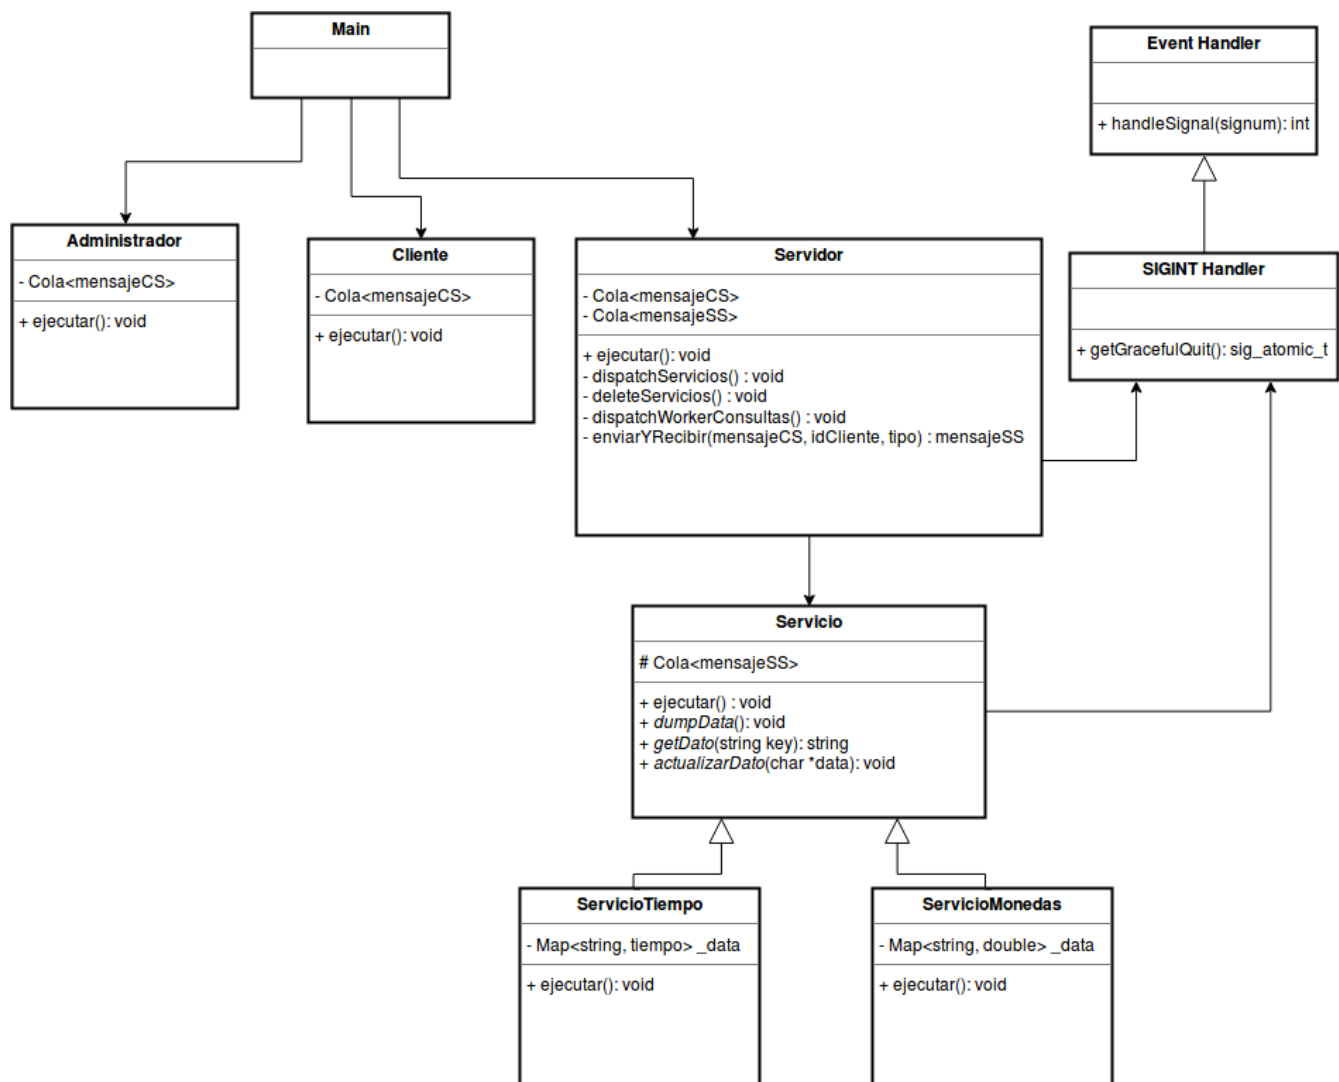 Main
Event Handler
+ handleSignal(signum): int
Administrador
- Cola<mensajeCS>
+ ejecutar(): void
Cliente
- Cola<mensajeCS>
+ ejecutar(): void
Servidor
- Cola<mensajeCS>
- Cola<mensajeSS>
+ ejecutar(): void
- dispatchServicios() : void
- deleteServicios() : void
- dispatchWorkerConsultas() : void
- enviarYRecibir(mensajeCS, idCliente, tipo) : mensajeSS
SIGINT Handler
+ getGracefulQuit(): sig_atomic_t
Servicio
# Cola<mensajeSS>
+ ejecutar() : void
+ dumpData(): void
+ getDato(string key): string
+ actualizarDato(char *data): void
ServicioTiempo
- Map<string, tiempo> _data
+ ejecutar(): void
ServicioMonedas
- Map<string, double> _data
+ ejecutar(): void